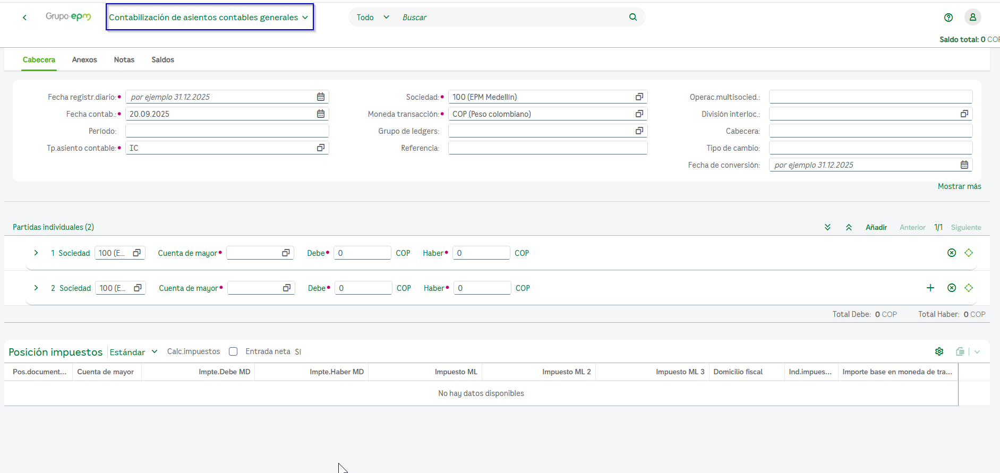 Grupo·epm Contabilización de asientos contables generales Todo Buscar
Saldo total: 0 COP
Cabecera Anexos Notas Saldos
Fecha registr.diario: por ejemplo 31.12.2025 Sociedad: 100 (EPM Medellín) Operac.multisocied.:
Fecha contab.: 20.09.2025 Moneda transacción: COP (Peso colombiano) División interloc.:
Período: Grupo de ledgers: Cabecera:
Tp.asiento contable: IC Referencia: Tipo de cambio:
Fecha de conversión: por ejemplo 31.12.2025
Mostrar más
Partidas individuales (2) Añadir Anterior 1/1 Siguiente
1 Sociedad 100 (E... Cuenta de mayor Debe 0 COP Haber 0 COP
2 Sociedad 100 (E... Cuenta de mayor Debe 0 COP Haber 0 COP
Total Debe: 0 COP Total Haber: 0 COP
Posición impuestos Estándar Calc.impuestos Entrada neta Sí
Pos.document... Cuenta de mayor Impte.Debe MD Impte.Haber MD Impuesto ML Impuesto ML 2 Impuesto ML 3 Domicilio fiscal Ind.impues... Importe base en moneda de tra...
No hay datos disponibles